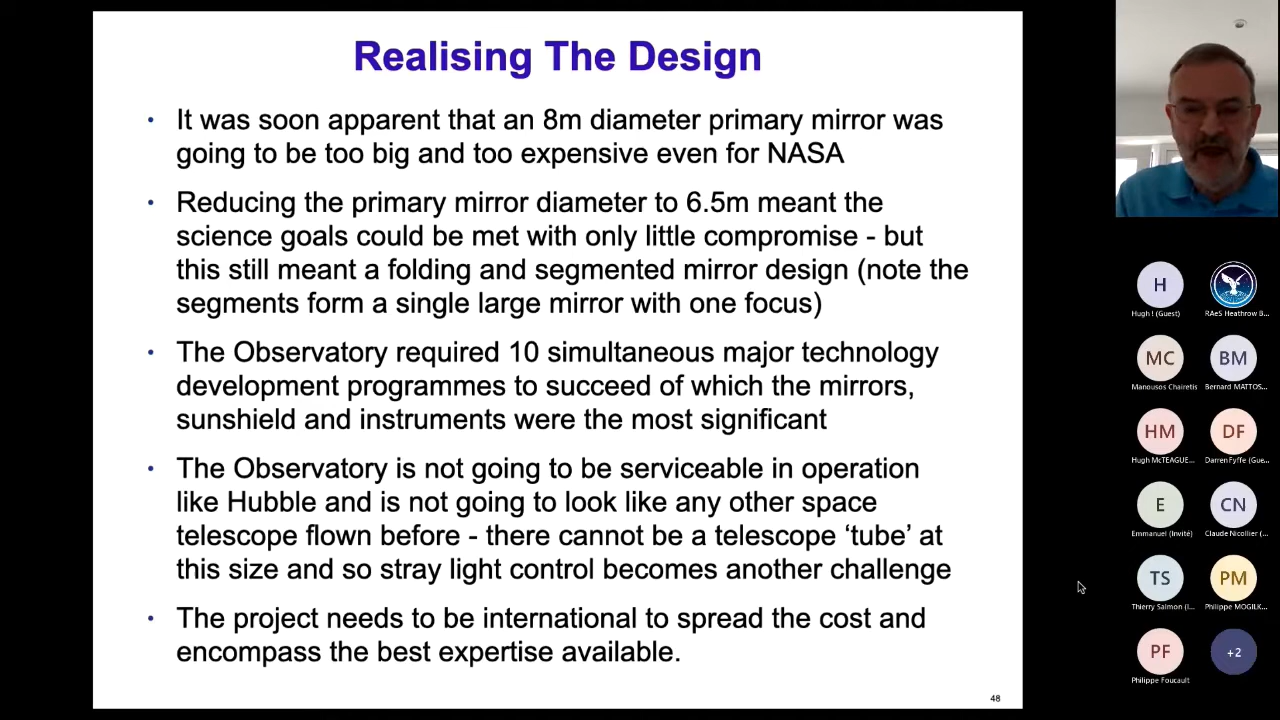 Realising The Design
• It was soon apparent that an 8m diameter primary mirror was
going to be too big and too expensive even for NASA
• Reducing the primary mirror diameter to 6.5m meant the
science goals could be met with only little compromise - but
this still meant a folding and segmented mirror design (note the
segments form a single large mirror with one focus)
• The Observatory required 10 simultaneous major technology
development programmes to succeed of which the mirrors,
sunshield and instruments were the most significant
• The Observatory is not going to be serviceable in operation
like Hubble and is not going to look like any other space
telescope flown before - there cannot be a telescope ‘tube’ at
this size and so stray light control becomes another challenge
• The project needs to be international to spread the cost and
encompass the best expertise available.
48
H
Hugh ! (Guest)
RAeS Heathrow B...
MC
BM
Manousos Chairetis
Bernard MATTOS...
HM
DF
Hugh McTEAGUE...
Darren Fyffe (Gue...
E
CN
Emmanuel (Invité)
Claude Nicollier (...
TS
PM
Thierry Salmon (I...
Philippe MOGILK...
PF
+2
Philippe Foucault